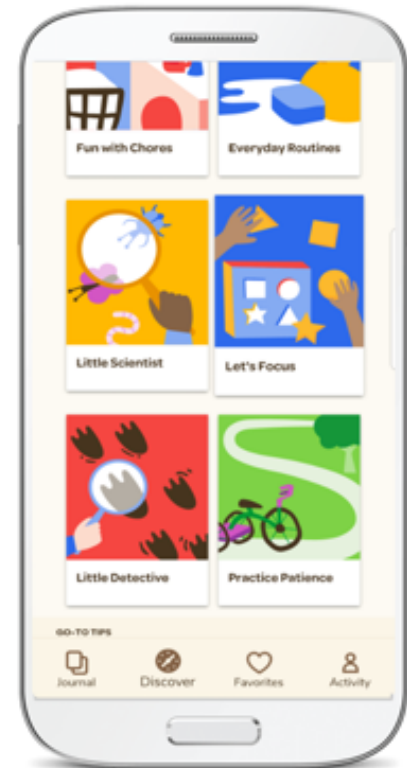 Fun with Chores
Everyday Routines
Little Scientist
Let's Focus
Little Detective
Practice Patience
GO-TO TIPS
Journal
Discover
Favorites
Activity